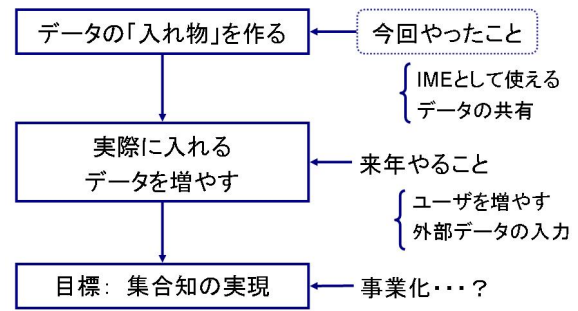 データの「入れ物」を作る
今回やったこと
IMEとして使える
データの共有
実際に入れる
データを増やす
来年やること
ユーザを増やす
外部データの入力
目標： 集合知の実現
事業化・・・？